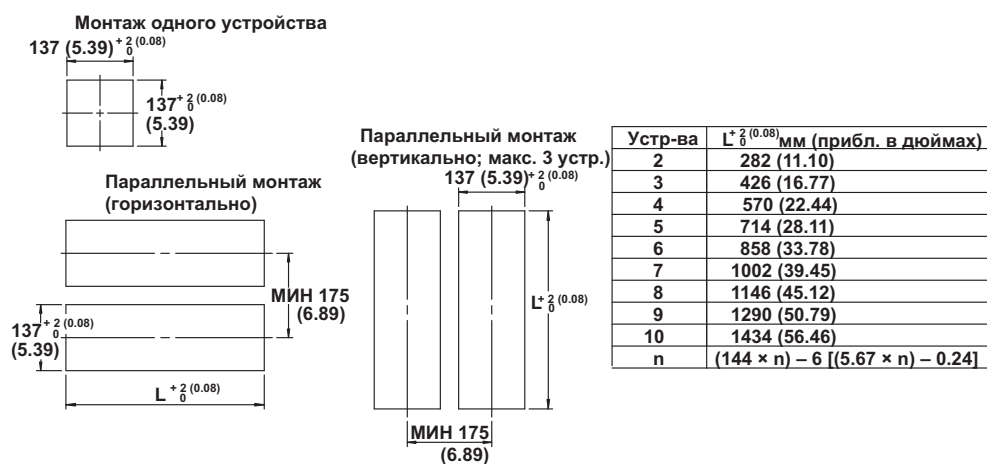 Монтаж одного устройства
137 (5.39) + 2 (0.08) 0
137 + 2 (0.08) 0
(5.39)
Параллельный монтаж
(горизонтально)
МИН 175
(6.89)
137 + 2 (0.08) 0
(5.39)
L + 2 (0.08) 0
Параллельный монтаж
(вертикально; макс. 3 устр.)
137 (5.39) + 2 (0.08) 0
L + 2 (0.08) 0
МИН 175
(6.89)
Устр-ва L + 2 (0.08) 0 мм (прибл. в дюймах)
2 282 (11.10)
3 426 (16.77)
4 570 (22.44)
5 714 (28.11)
6 858 (33.78)
7 1002 (39.45)
8 1146 (45.12)
9 1290 (50.79)
10 1434 (56.46)
n (144 × n) – 6 [(5.67 × n) – 0.24]